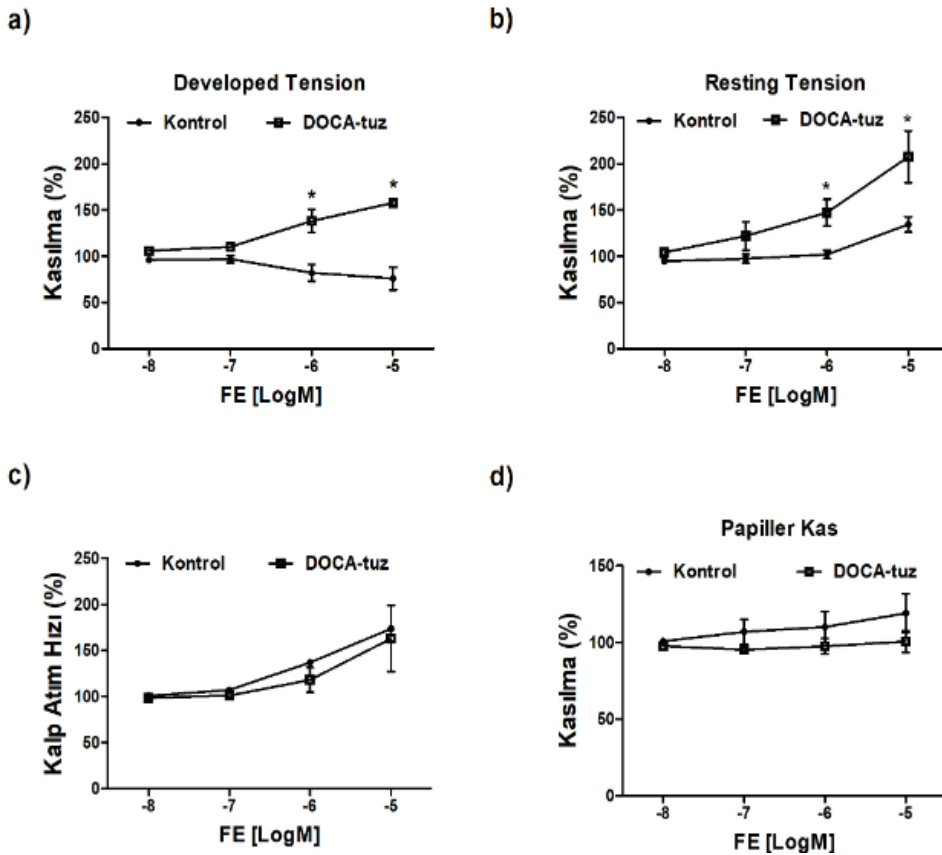 a)
Developed Tension
Kontrol DOCA-tuz
250
200
150
100
50
0
Kasılma (%)
* *
-8 -7 -6 -5
FE [LogM]
b)
Resting Tension
Kontrol DOCA-tuz
250
200
150
100
50
0
Kasılma (%)
* *
-8 -7 -6 -5
FE [LogM]
c)
Kontrol DOCA-tuz
250
200
150
100
50
0
Kalp Atım Hızı (%)
-8 -7 -6 -5
FE [LogM]
d)
Papiller Kas
Kontrol DOCA-tuz
150
100
50
0
Kasılma (%)
-8 -7 -6 -5
FE [LogM]